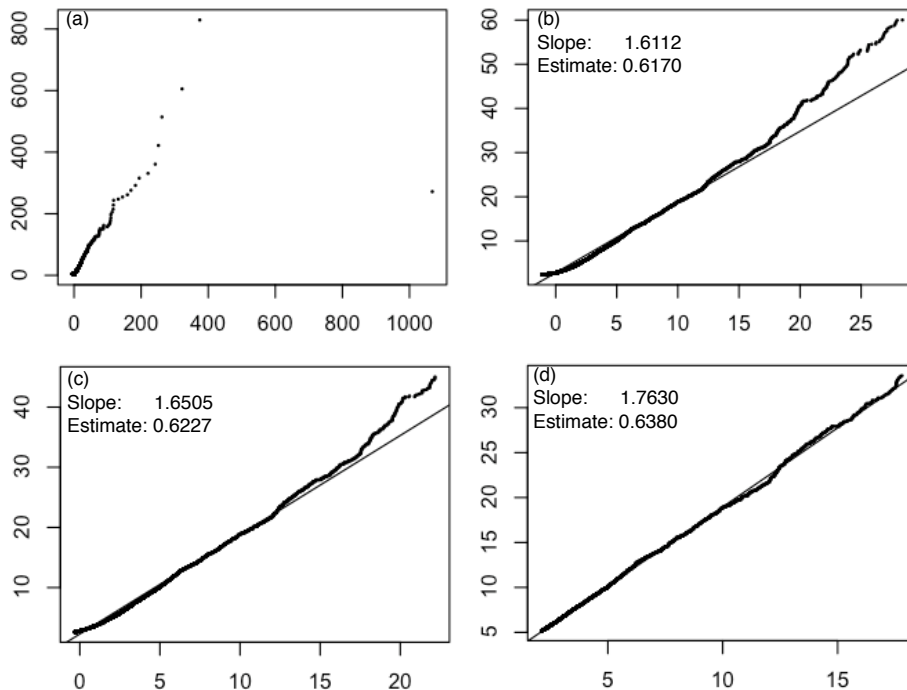 (a)
800
600
400
200
0
0 200 400 600 800 1000
(b)
Slope: 1.6112
Estimate: 0.6170
60
50
40
30
20
10
0 5 10 15 20 25
(c)
Slope: 1.6505
Estimate: 0.6227
40
30
20
10
0 5 10 15 20
(d)
Slope: 1.7630
Estimate: 0.6380
30
25
20
15
10
5
5 10 15